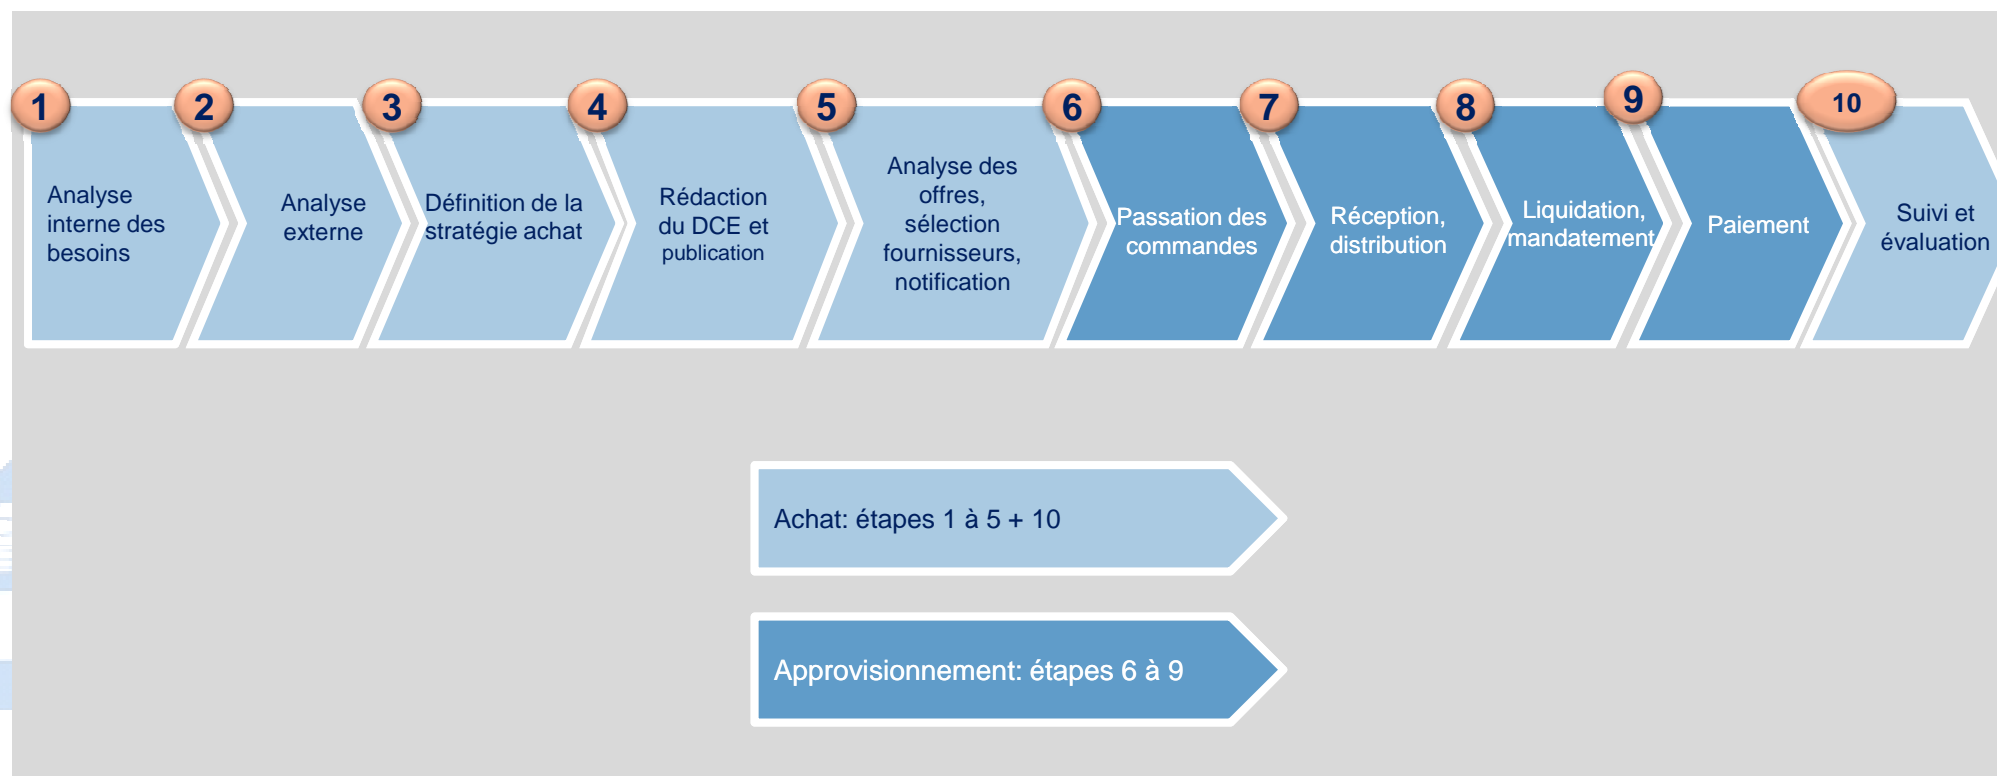 1
Analyse
interne des
besoins
2
Analyse
externe
3
Définition de la
stratégie achat
4
Rédaction
du DCE et
publication
5
Analyse des
offres,
sélection
fournisseurs,
notification
6
Passation des
commandes
7
Réception,
distribution
8
Liquidation,
mandatement
9
Paiement
10
Suivi et
évaluation
Achat: étapes 1 à 5 + 10
Approvisionnement: étapes 6 à 9